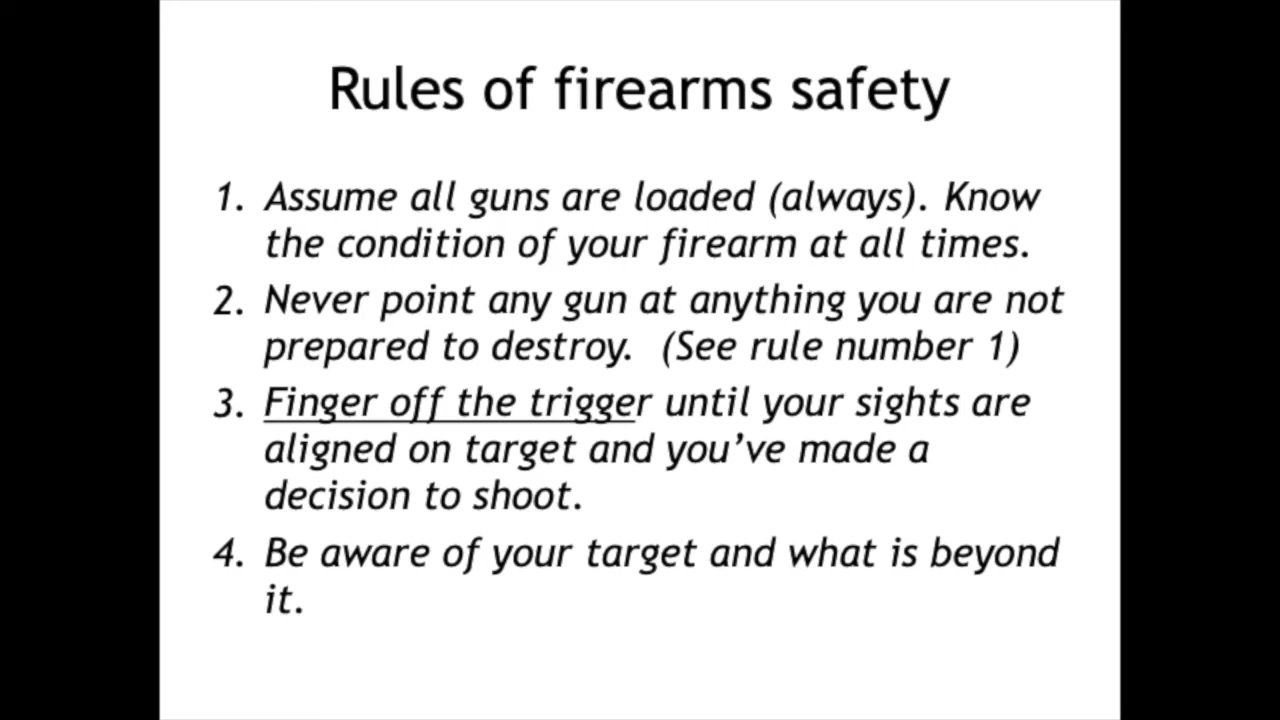 Rules of firearms safety
1. Assume all guns are loaded (always). Know
the condition of your firearm at all times.
2. Never point any gun at anything you are not
prepared to destroy.  (See rule number 1)
3. Finger off the trigger until your sights are
aligned on target and you’ve made a
decision to shoot.
4. Be aware of your target and what is beyond
it.